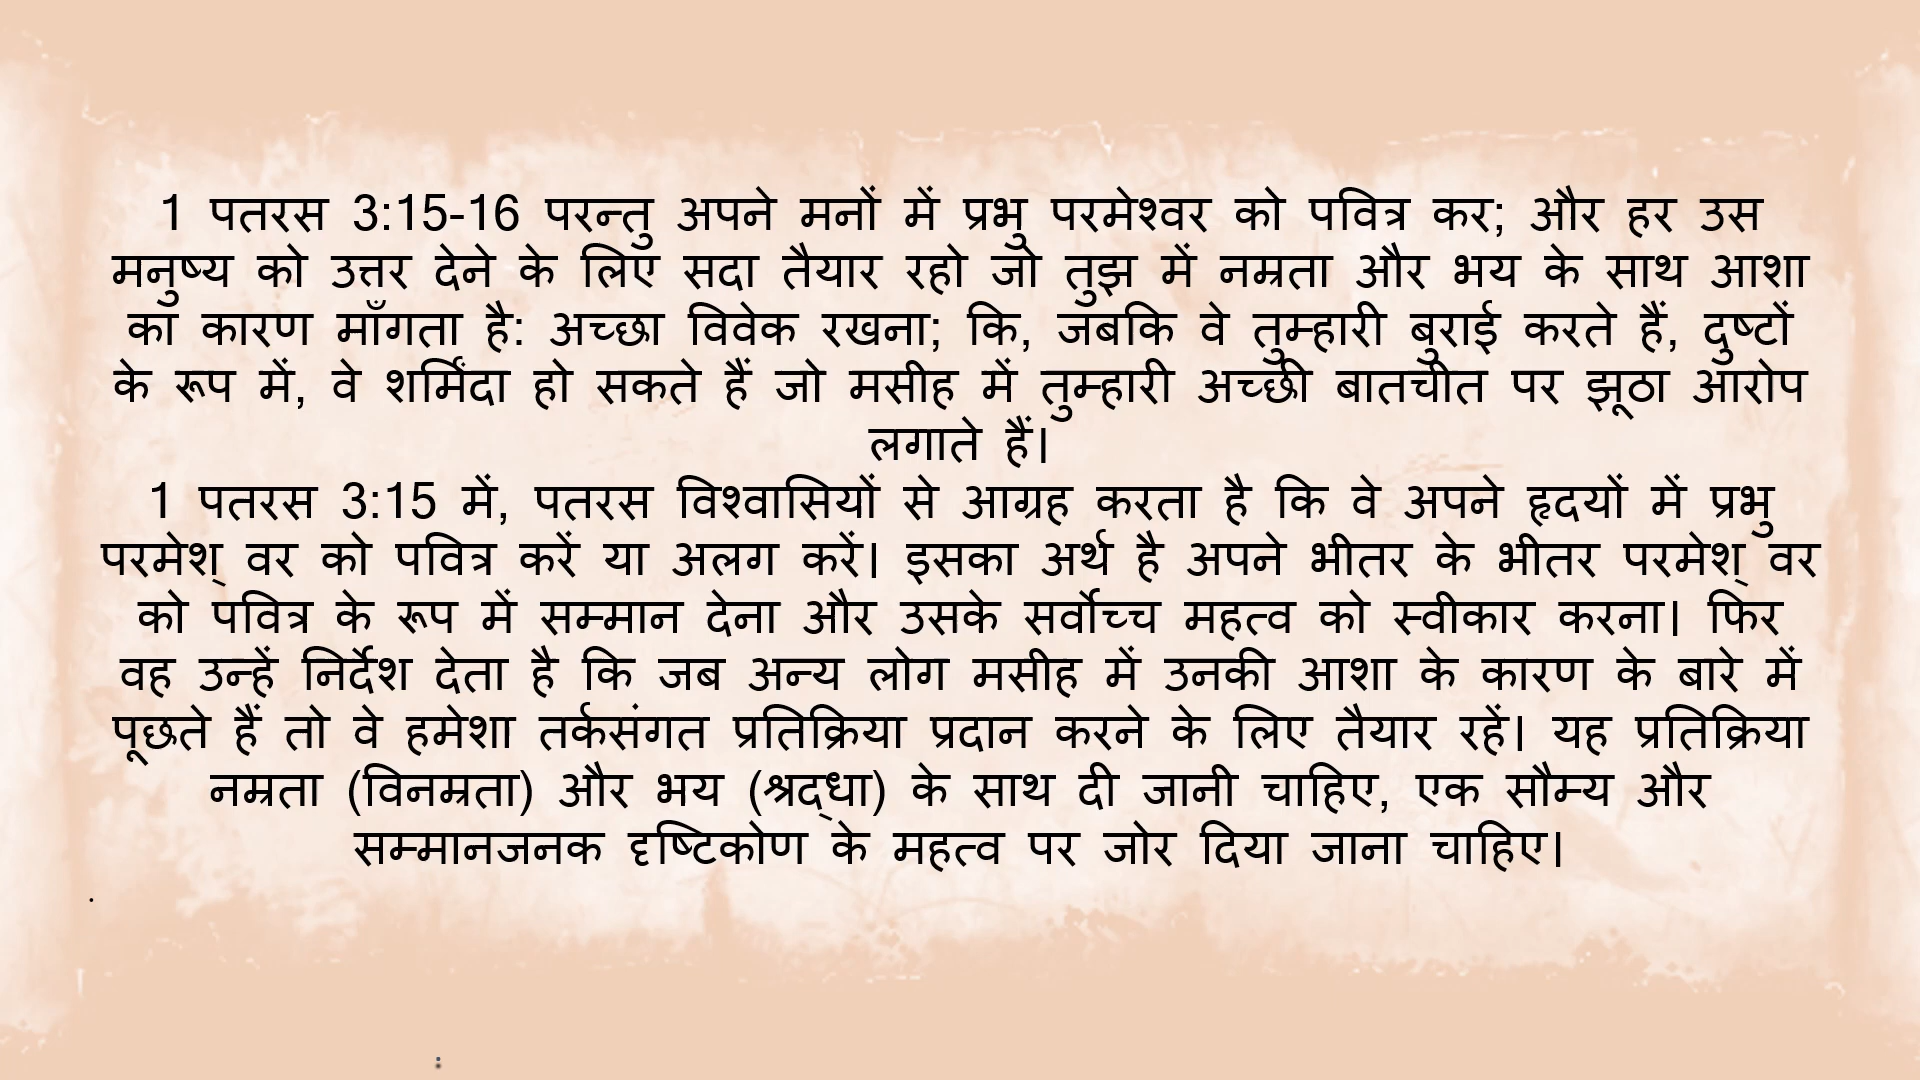 1 पतरस 3:15-16 परन्तु अपने मनों में प्रभु परमेश्वर को पवित्र कर; और हर उस
मनुष्य को उत्तर देने के लिए सदा तैयार रहो जो तुझ में नम्रता और भय के साथ आशा
का कारण माँगता है: अच्छा विवेक रखना; कि, जबकि वे तुम्हारी बुराई करते हैं, दुष्टों
के रूप में, वे शर्मिंदा हो सकते हैं जो मसीह में तुम्हारी अच्छी बातचीत पर झूठा आरोप
लगाते हैं।
1 पतरस 3:15 में, पतरस विश्वासियों से आग्रह करता है कि वे अपने हृदयों में प्रभु
परमेश् वर को पवित्र करें या अलग करें। इसका अर्थ है अपने भीतर के भीतर परमेश् वर
को पवित्र के रूप में सम्मान देना और उसके सर्वोच्च महत्व को स्वीकार करना। फिर
वह उन्हें निर्देश देता है कि जब अन्य लोग मसीह में उनकी आशा के कारण के बारे में
पूछते हैं तो वे हमेशा तर्कसंगत प्रतिक्रिया प्रदान करने के लिए तैयार रहें। यह प्रतिक्रिया
नम्रता (विनम्रता) और भय (श्रद्धा) के साथ दी जानी चाहिए, एक सौम्य और
सम्मानजनक दृष्टिकोण के महत्व पर जोर दिया जाना चाहिए।
.
: